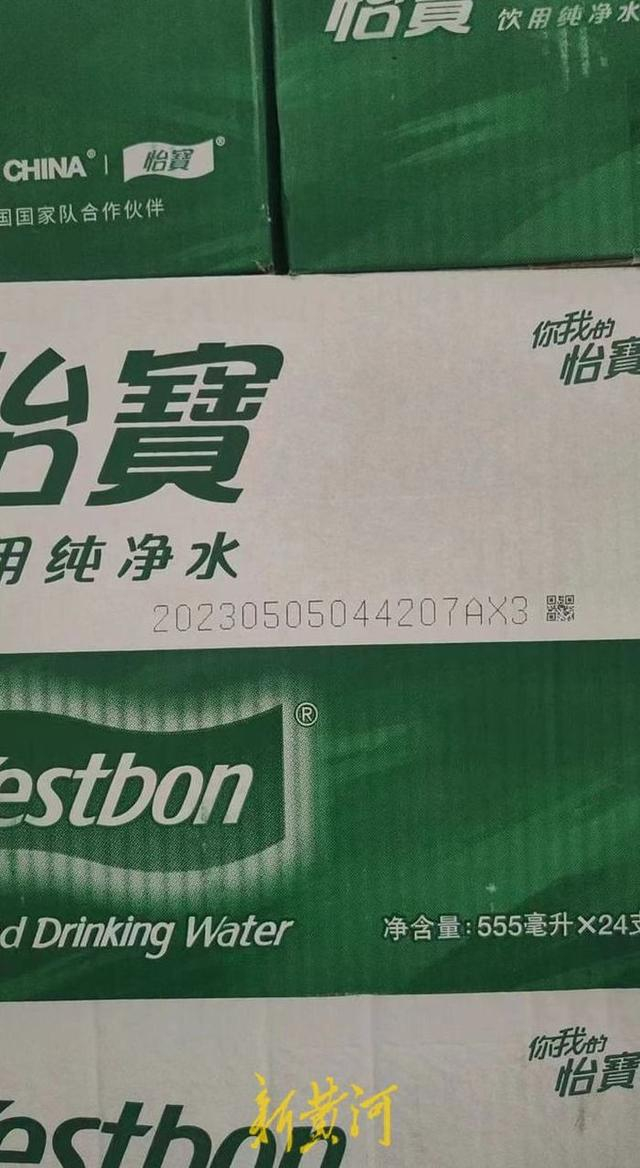 怡寶 饮用纯净水
CHINA® | 怡寶®
国国家队合作伙伴
你我的
怡寶
怡寶
用纯净水
20230505044207AX3
estbon®
d Drinking Water
净含量:555毫升×24支
你我的
怡寶
estbon
新黄河